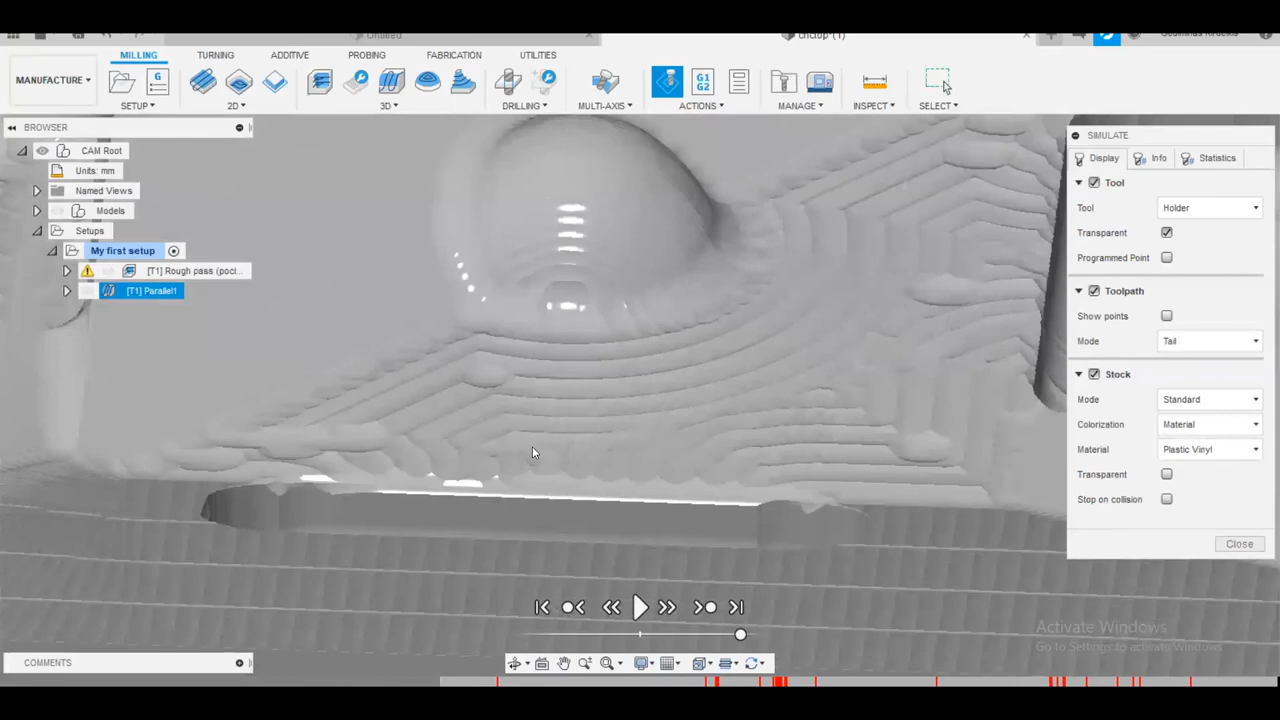 Untitled
MILLING TURNING ADDITIVE PROBING FABRICATION UTILITIES
MANUFACTURE
G
G1
G2
SETUP 2D 3D DRILLING MULTI-AXIS ACTIONS MANAGE INSPECT SELECT
BROWSER
CAM Root
Units: mm
Named Views
Models
Setups
My first setup
[T1] Rough pass (pocl...
[T1] Parallel1
SIMULATE
Display Info Statistics
Tool
Tool Holder
Transparent
Programmed Point
Toolpath
Show points
Mode Tail
Stock
Mode Standard
Colorization Material
Material Plastic Vinyl
Transparent
Stop on collision
Close
Activate Windows
Go to Settings to activate Windows.
COMMENTS